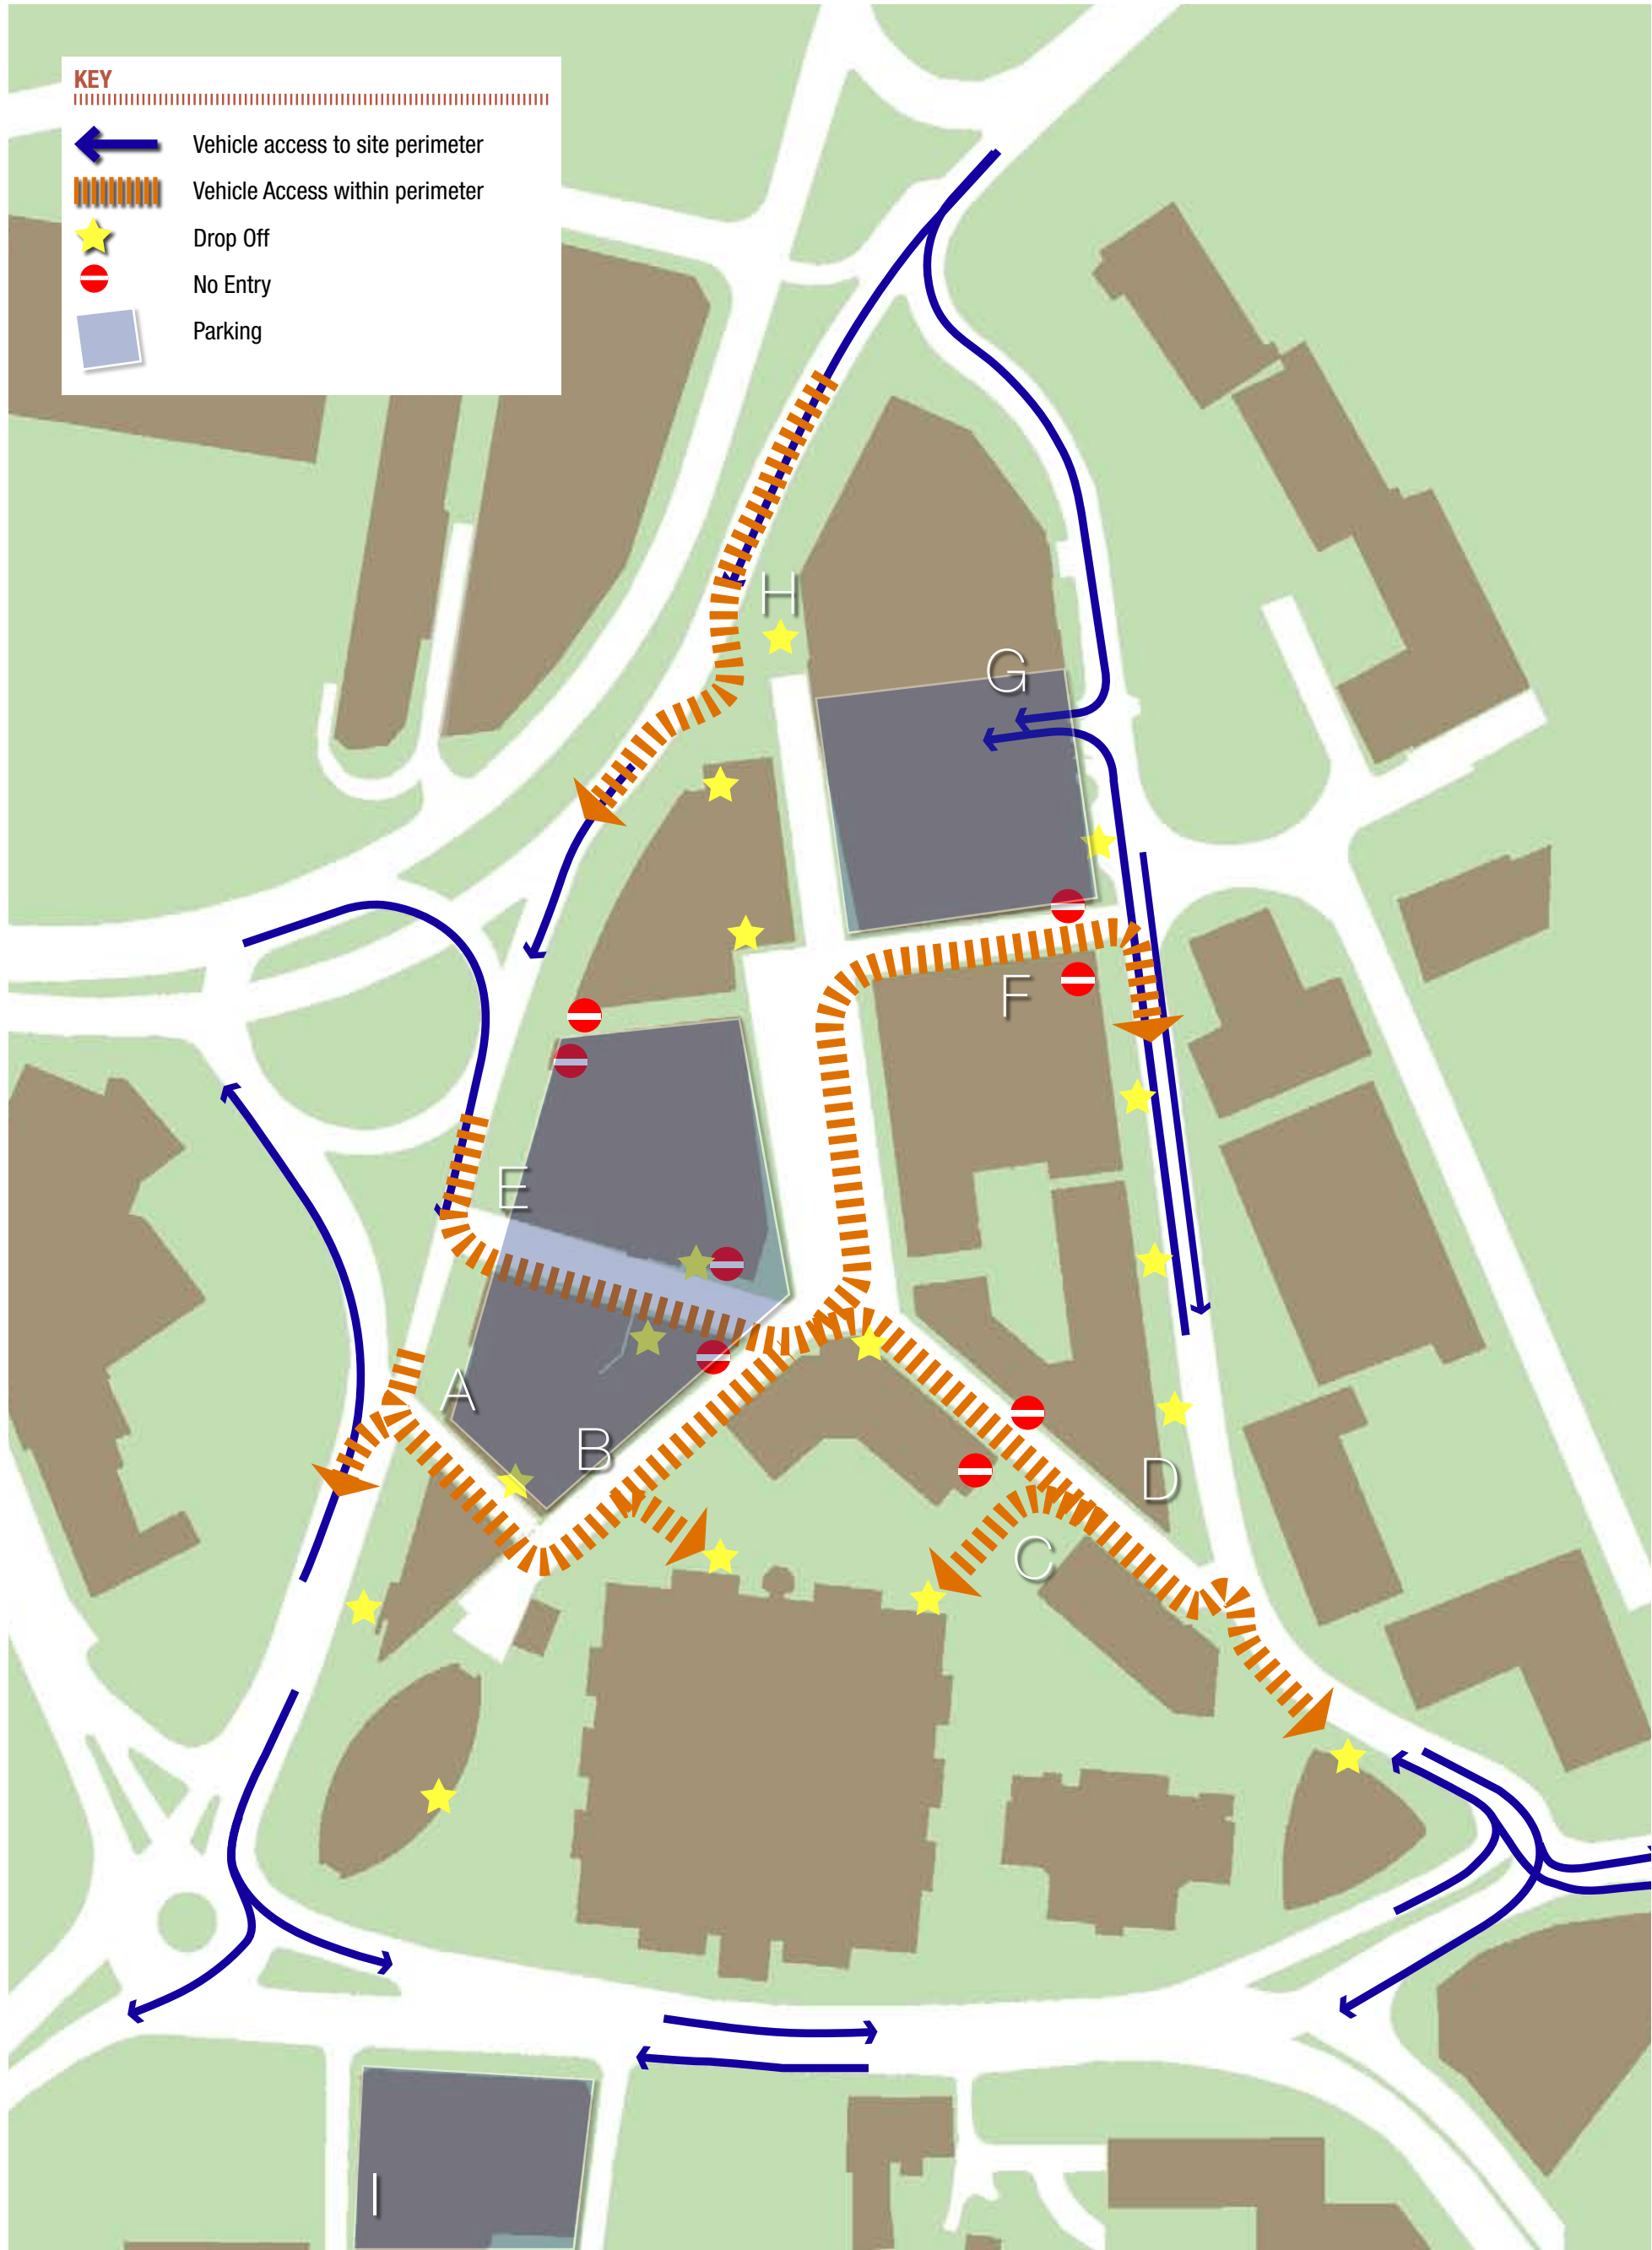 KEY
Vehicle access to site perimeter
Vehicle Access within perimeter
Drop Off
No Entry
Parking
H
G
F
E
A
B
D
C
I